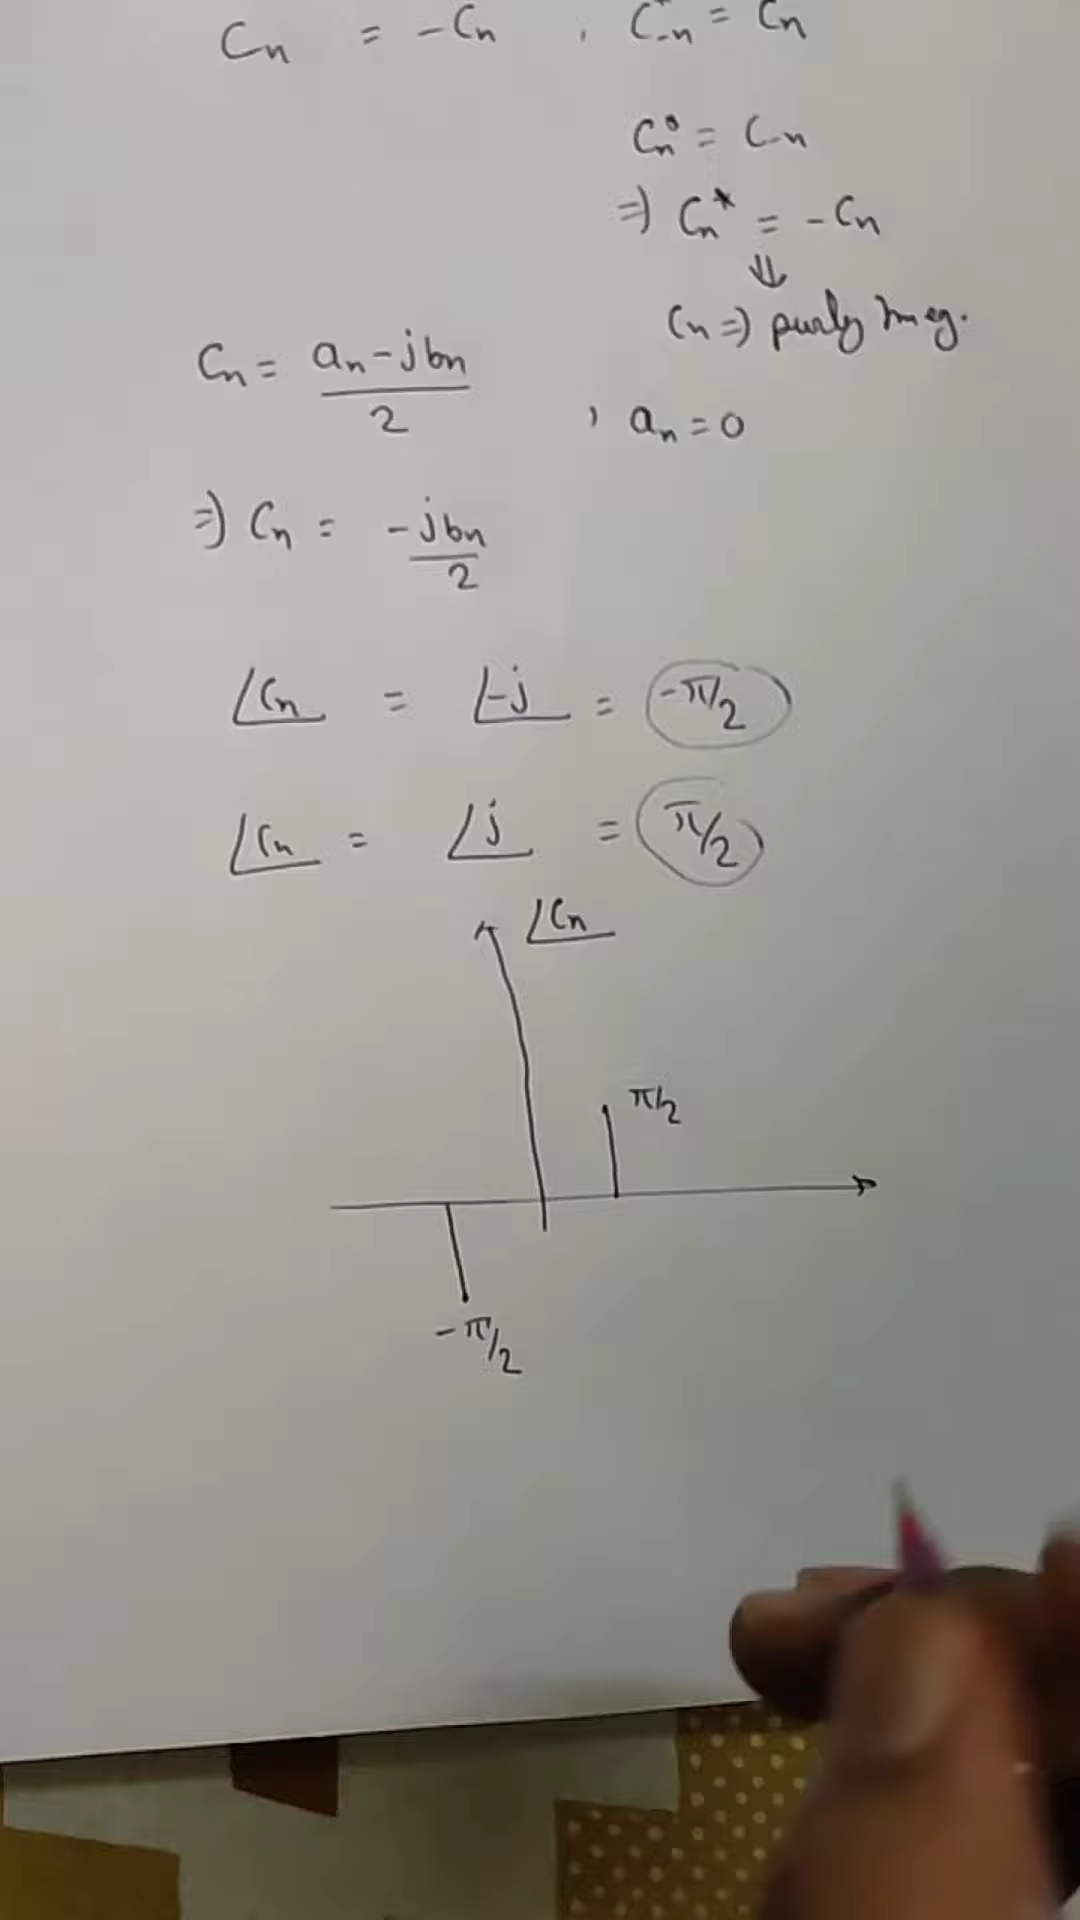 Cn = -Cn , C-n* = Cn
Cn* = C-n
⇒ Cn* = -Cn
⇓
Cn ⇒ purly Imag.
Cn = (an - jbn)/2 , an = 0
⇒ Cn = -jbn/2
∠Cn = ∠-j = -π/2
∠Cn = ∠j = π/2
∠Cn
π/2
-π/2